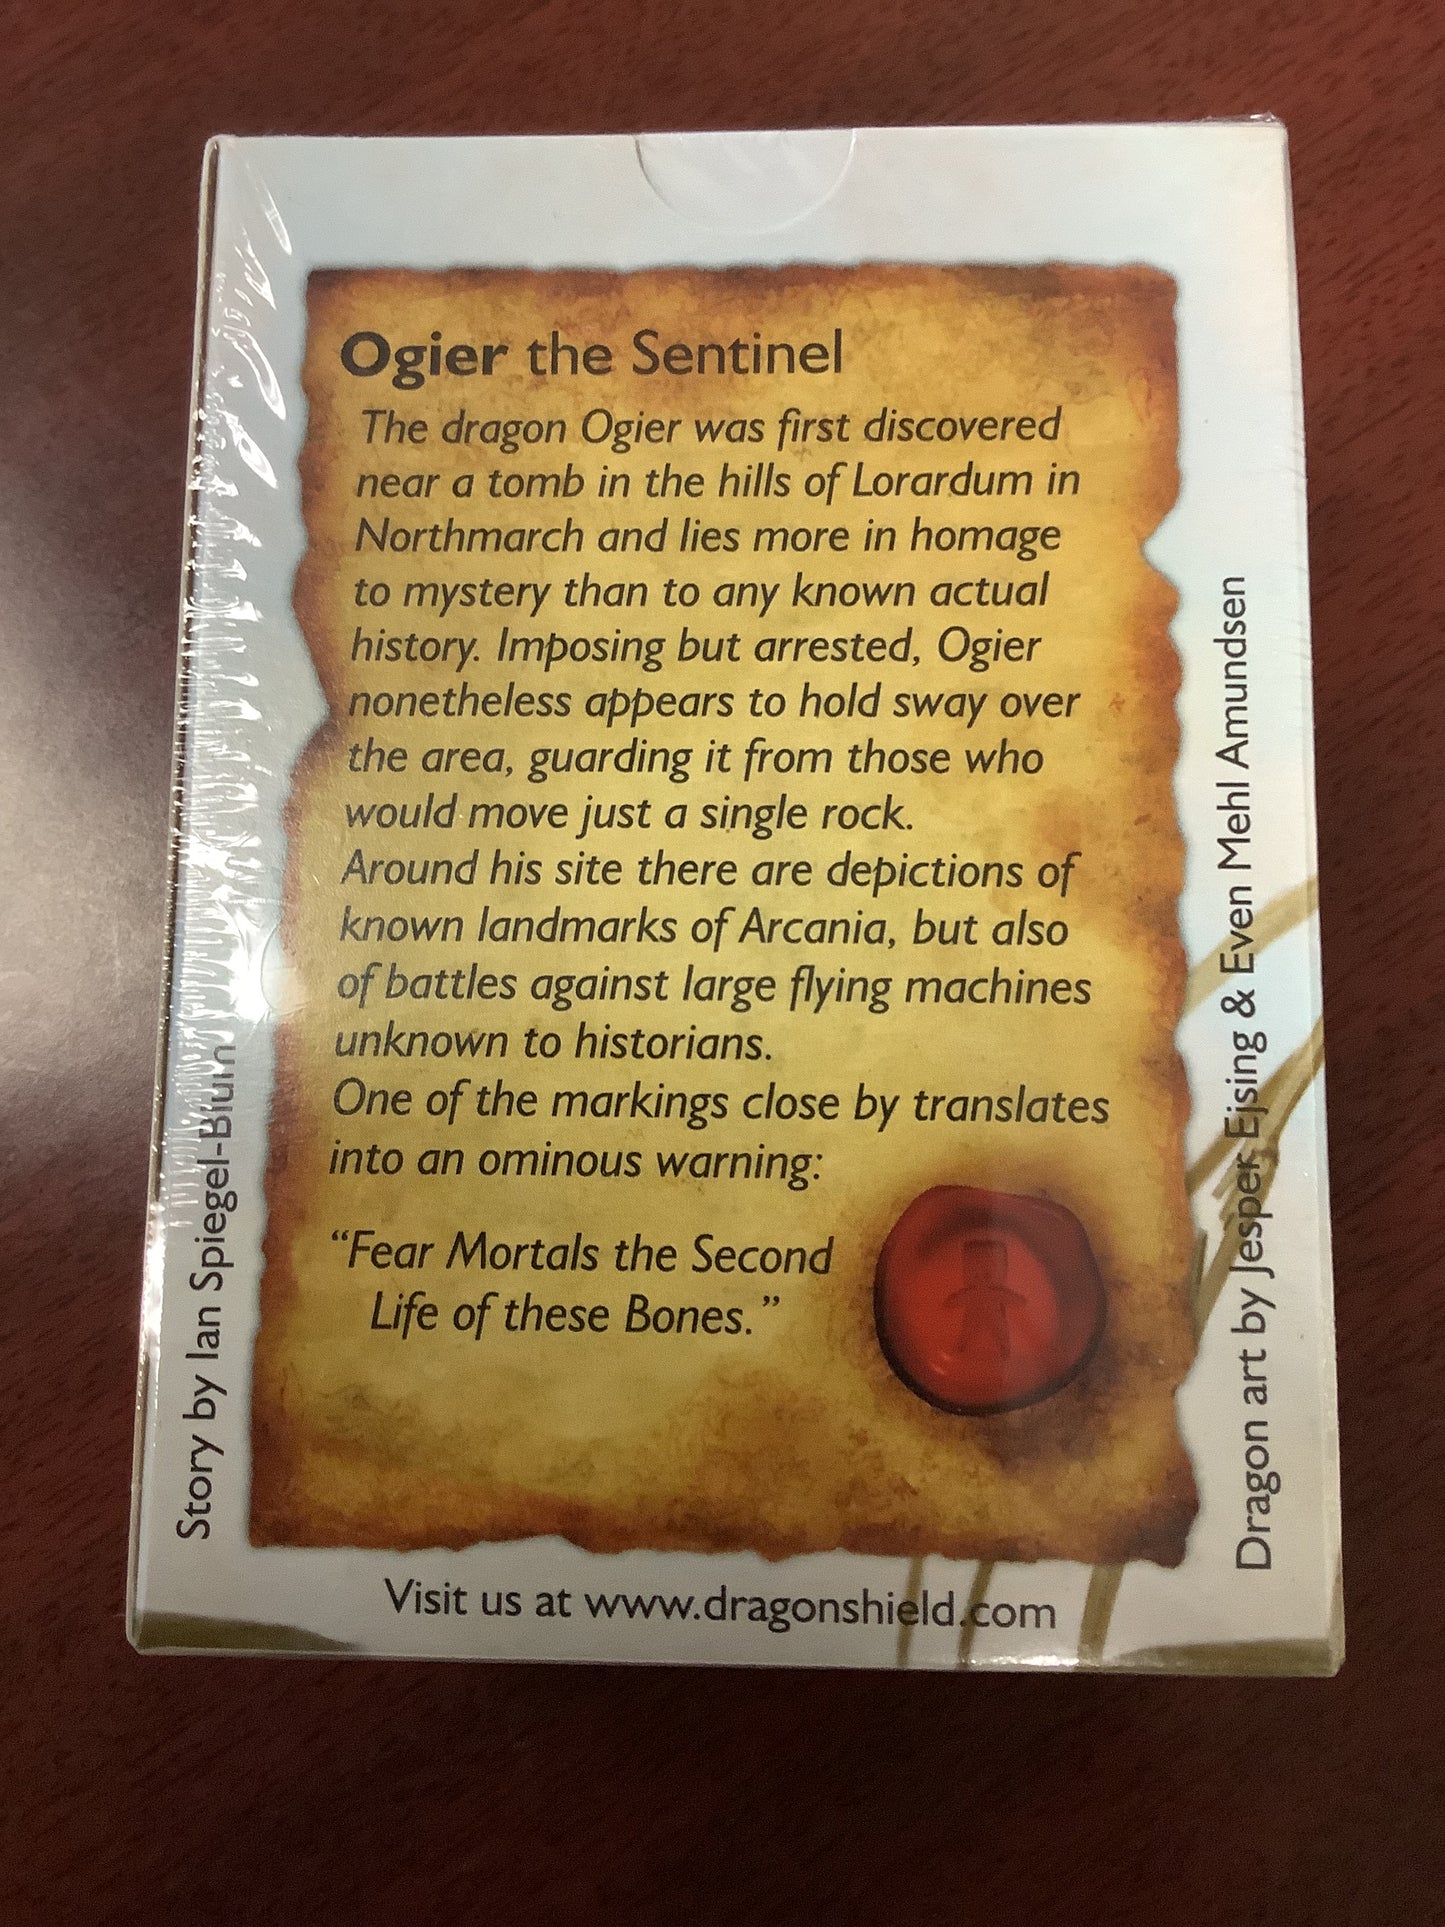 Ogier the Sentinel
The dragon Ogier was first discovered
near a tomb in the hills of Lorardum in
Northmarch and lies more in homage
to mystery than to any known actual
history. Imposing but arrested, Ogier
nonetheless appears to hold sway over
the area, guarding it from those who
would move just a single rock.
Around his site there are depictions of
known landmarks of Arcania, but also
of battles against large flying machines
unknown to historians.
One of the markings close by translates
into an ominous warning:
“Fear Mortals the Second
Life of these Bones.”
Story by Ian Spiegel-Blum
Dragon art by Jesper Ejsing & Even Mehl Amundsen
Visit us at www.dragonshield.com